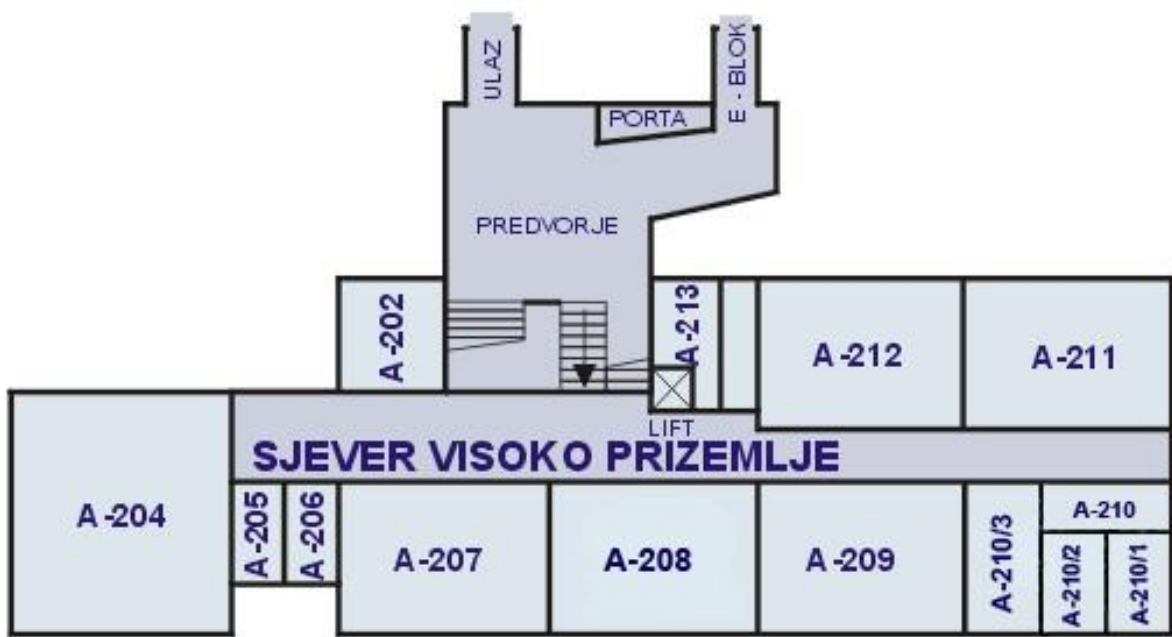 ULAZ
E - BLOK
PORTA
PREDVORJE
A-202
A-213
A-212
A-211
LIFT
SJEVER VISOKO PRIZEMLJE
A-204
A-205
A-206
A-207
A-208
A-209
A-210/3
A-210
A-210/2
A-210/1